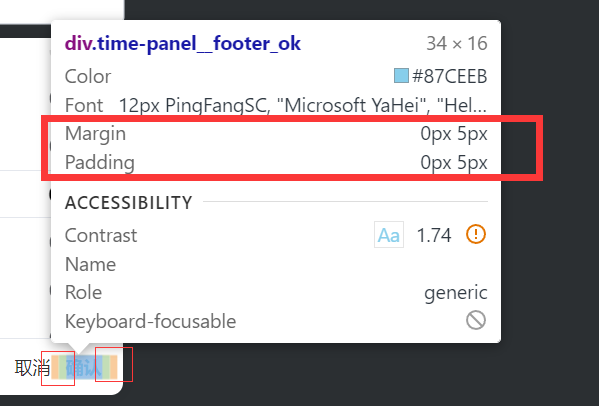 div.time-panel__footer_ok 34 × 16
Color #87CEEB
Font 12px PingFangSC, "Microsoft YaHei", "Hel...
Margin 0px 5px
Padding 0px 5px
ACCESSIBILITY
Contrast Aa 1.74
Name
Role generic
Keyboard-focusable
取消 确认